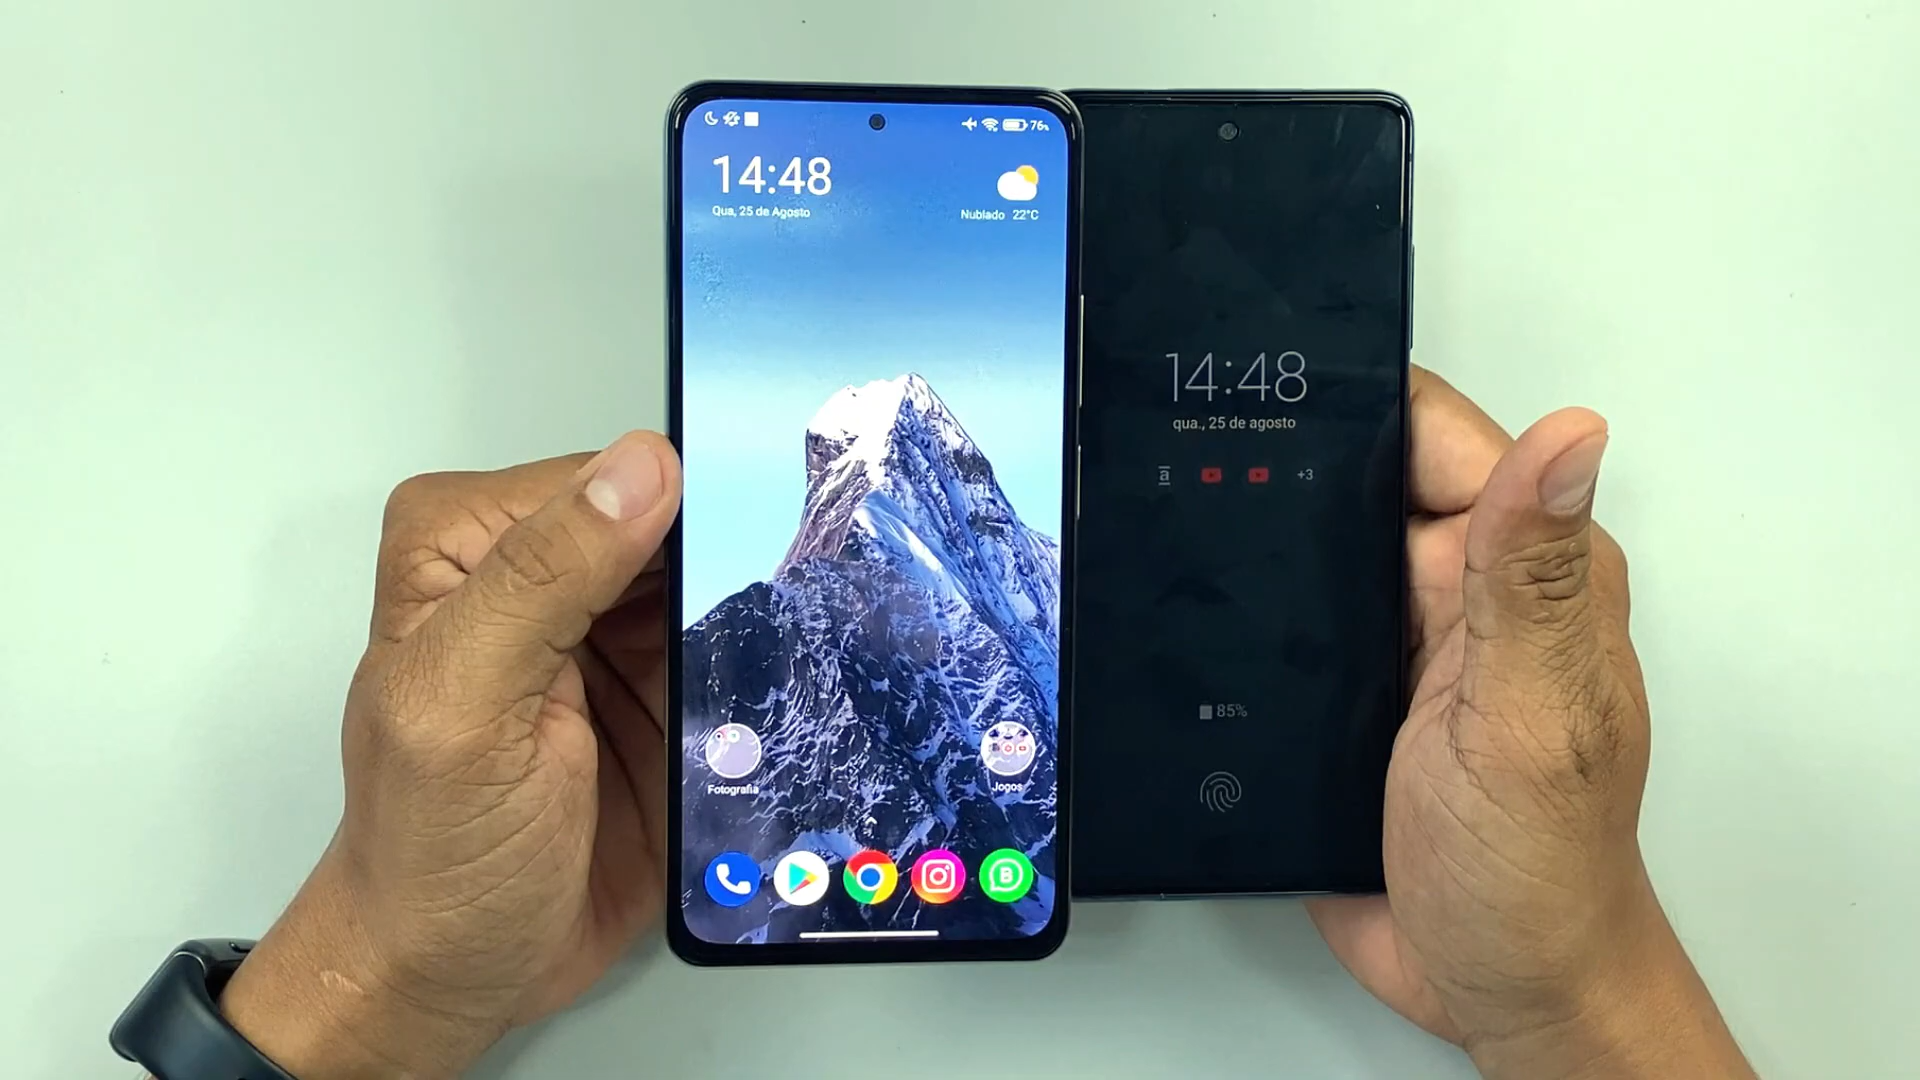 76%
14:48
Qua, 25 de Agosto
Nublado 22°C
Fotografia
Jogos
B
14:48
qua., 25 de agosto
a
+3
85%